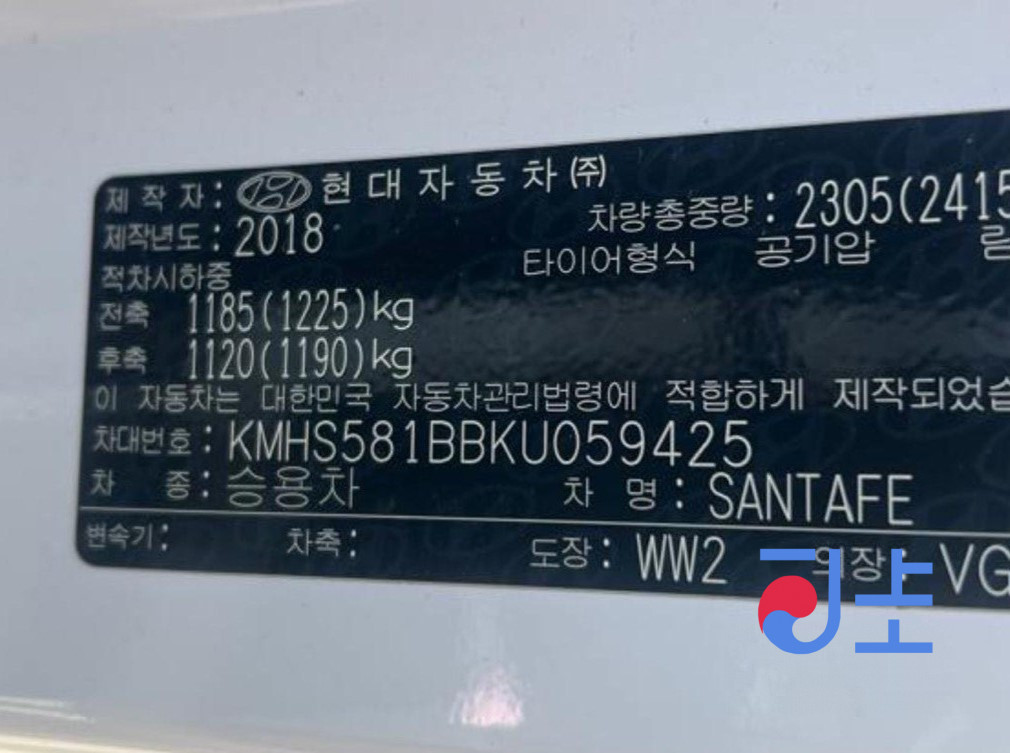 제 작 자 : 현 대 자 동 차 ㈜
제작년도 : 2018
차량총중량 : 2305(2415
적차시하중
타이어형식 공기압 림
전축 1185(1225)kg
후축 1120(1190)kg
이 자동차는 대한민국 자동차관리법령에 적합하게 제작되었습
차대번호 : KMHS581BBKU059425
차 종 : 승용차 차 명 : SANTAFE
변속기 : 차축 : 도장 : WW2 외장 : VG